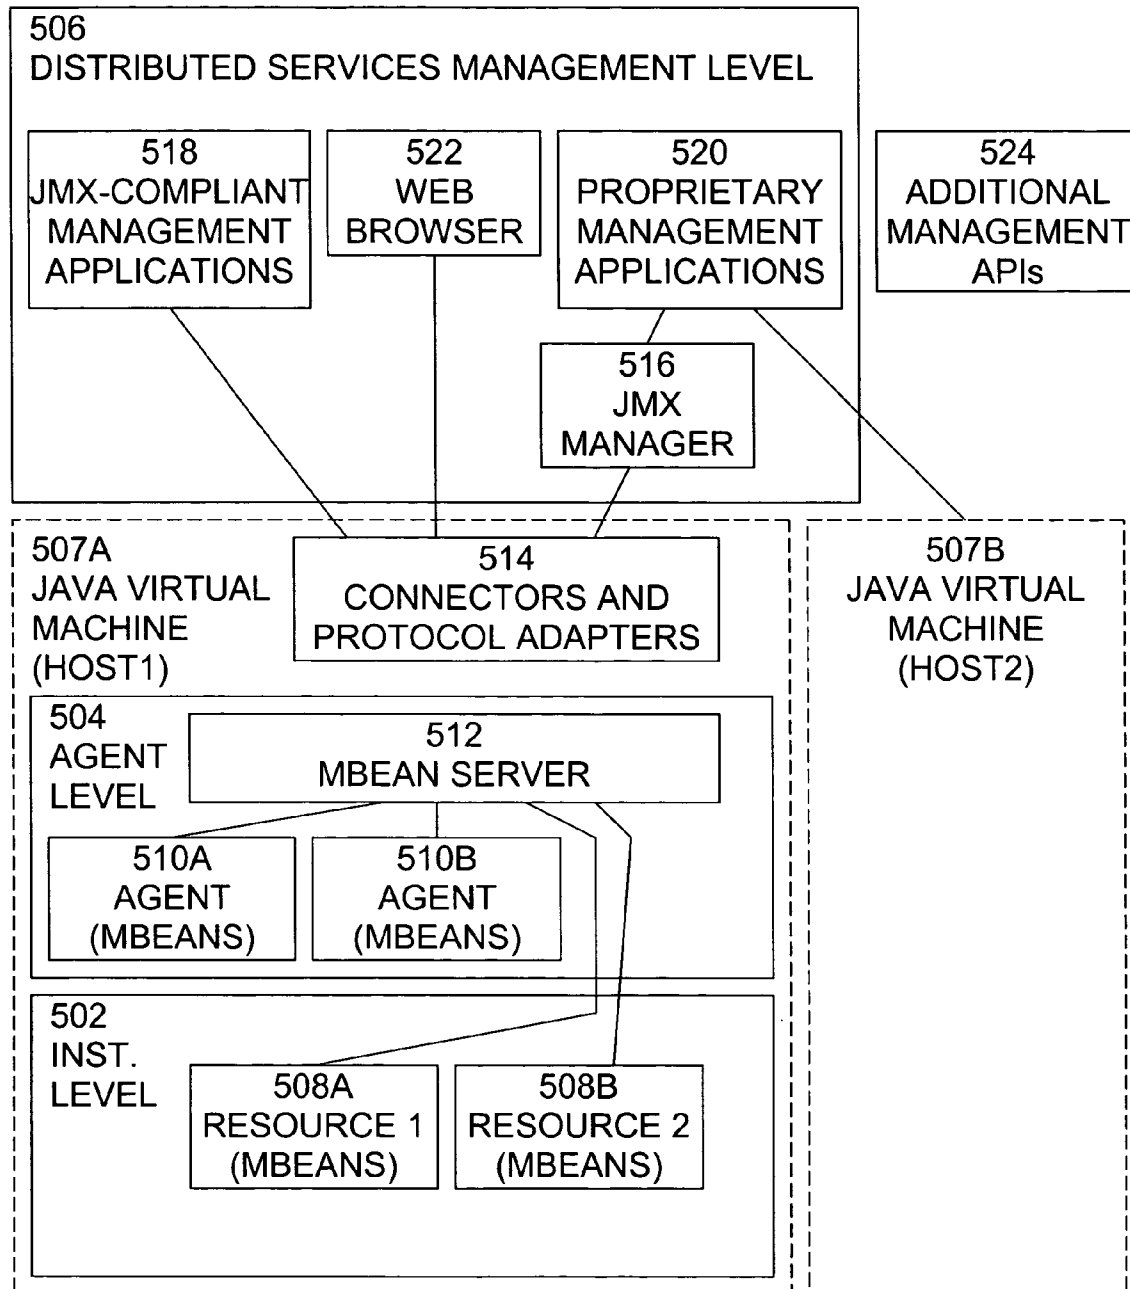 506
DISTRIBUTED SERVICES MANAGEMENT LEVEL
518
JMX-COMPLIANT
MANAGEMENT
APPLICATIONS
522
WEB
BROWSER
520
PROPRIETARY
MANAGEMENT
APPLICATIONS
524
ADDITIONAL
MANAGEMENT
APIs
516
JMX
MANAGER
507A
JAVA VIRTUAL
MACHINE
(HOST1)
514
CONNECTORS AND
PROTOCOL ADAPTERS
507B
JAVA VIRTUAL
MACHINE
(HOST2)
504
AGENT
LEVEL
512
MBEAN SERVER
510A
AGENT
(MBEANS)
510B
AGENT
(MBEANS)
502
INST.
LEVEL
508A
RESOURCE 1
(MBEANS)
508B
RESOURCE 2
(MBEANS)